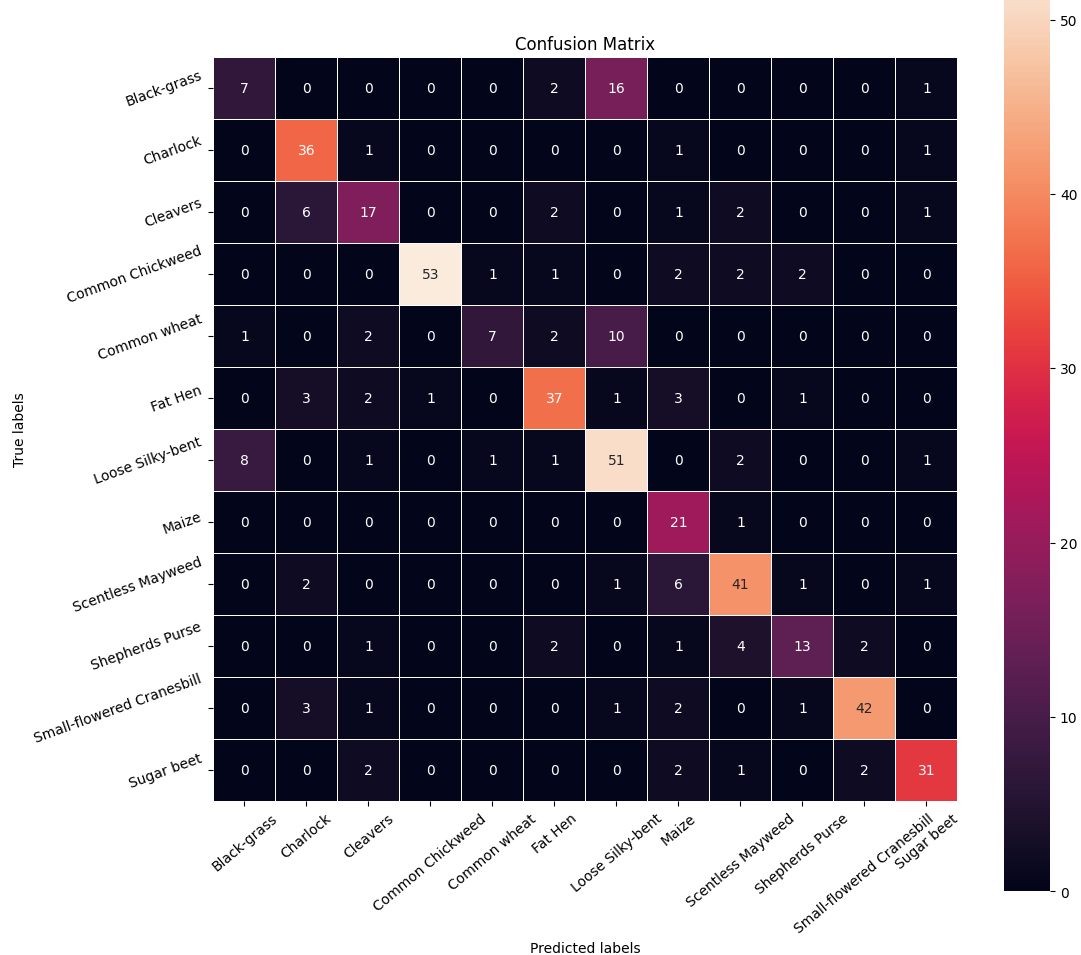 Confusion Matrix
50
Black-grass 7 0 0 0 0 2 16 0 0 0 0 1
Charlock 0 36 1 0 0 0 0 1 0 0 0 1
40
Cleavers 0 6 17 0 0 2 0 1 2 0 0 1
Common Chickweed 0 0 0 53 1 1 0 2 2 2 0 0
Common wheat 1 0 2 0 7 2 10 0 0 0 0 0
30
Fat Hen 0 3 2 1 0 37 1 3 0 1 0 0
True labels
Loose Silky-bent 8 0 1 0 1 1 51 0 2 0 0 1
Maize 0 0 0 0 0 0 0 21 1 0 0 0
20
Scentless Mayweed 0 2 0 0 0 0 1 6 41 1 0 1
Shepherds Purse 0 0 1 0 0 2 0 1 4 13 2 0
Small-flowered Cranesbill 0 3 1 0 0 0 1 2 0 1 42 0
10
Sugar beet 0 0 2 0 0 0 0 2 1 0 2 31
0
Black-grass
Charlock
Cleavers
Common Chickweed
Common wheat
Fat Hen
Loose Silky-bent
Maize
Scentless Mayweed
Shepherds Purse
Small-flowered Cranesbill
Sugar beet
Predicted labels